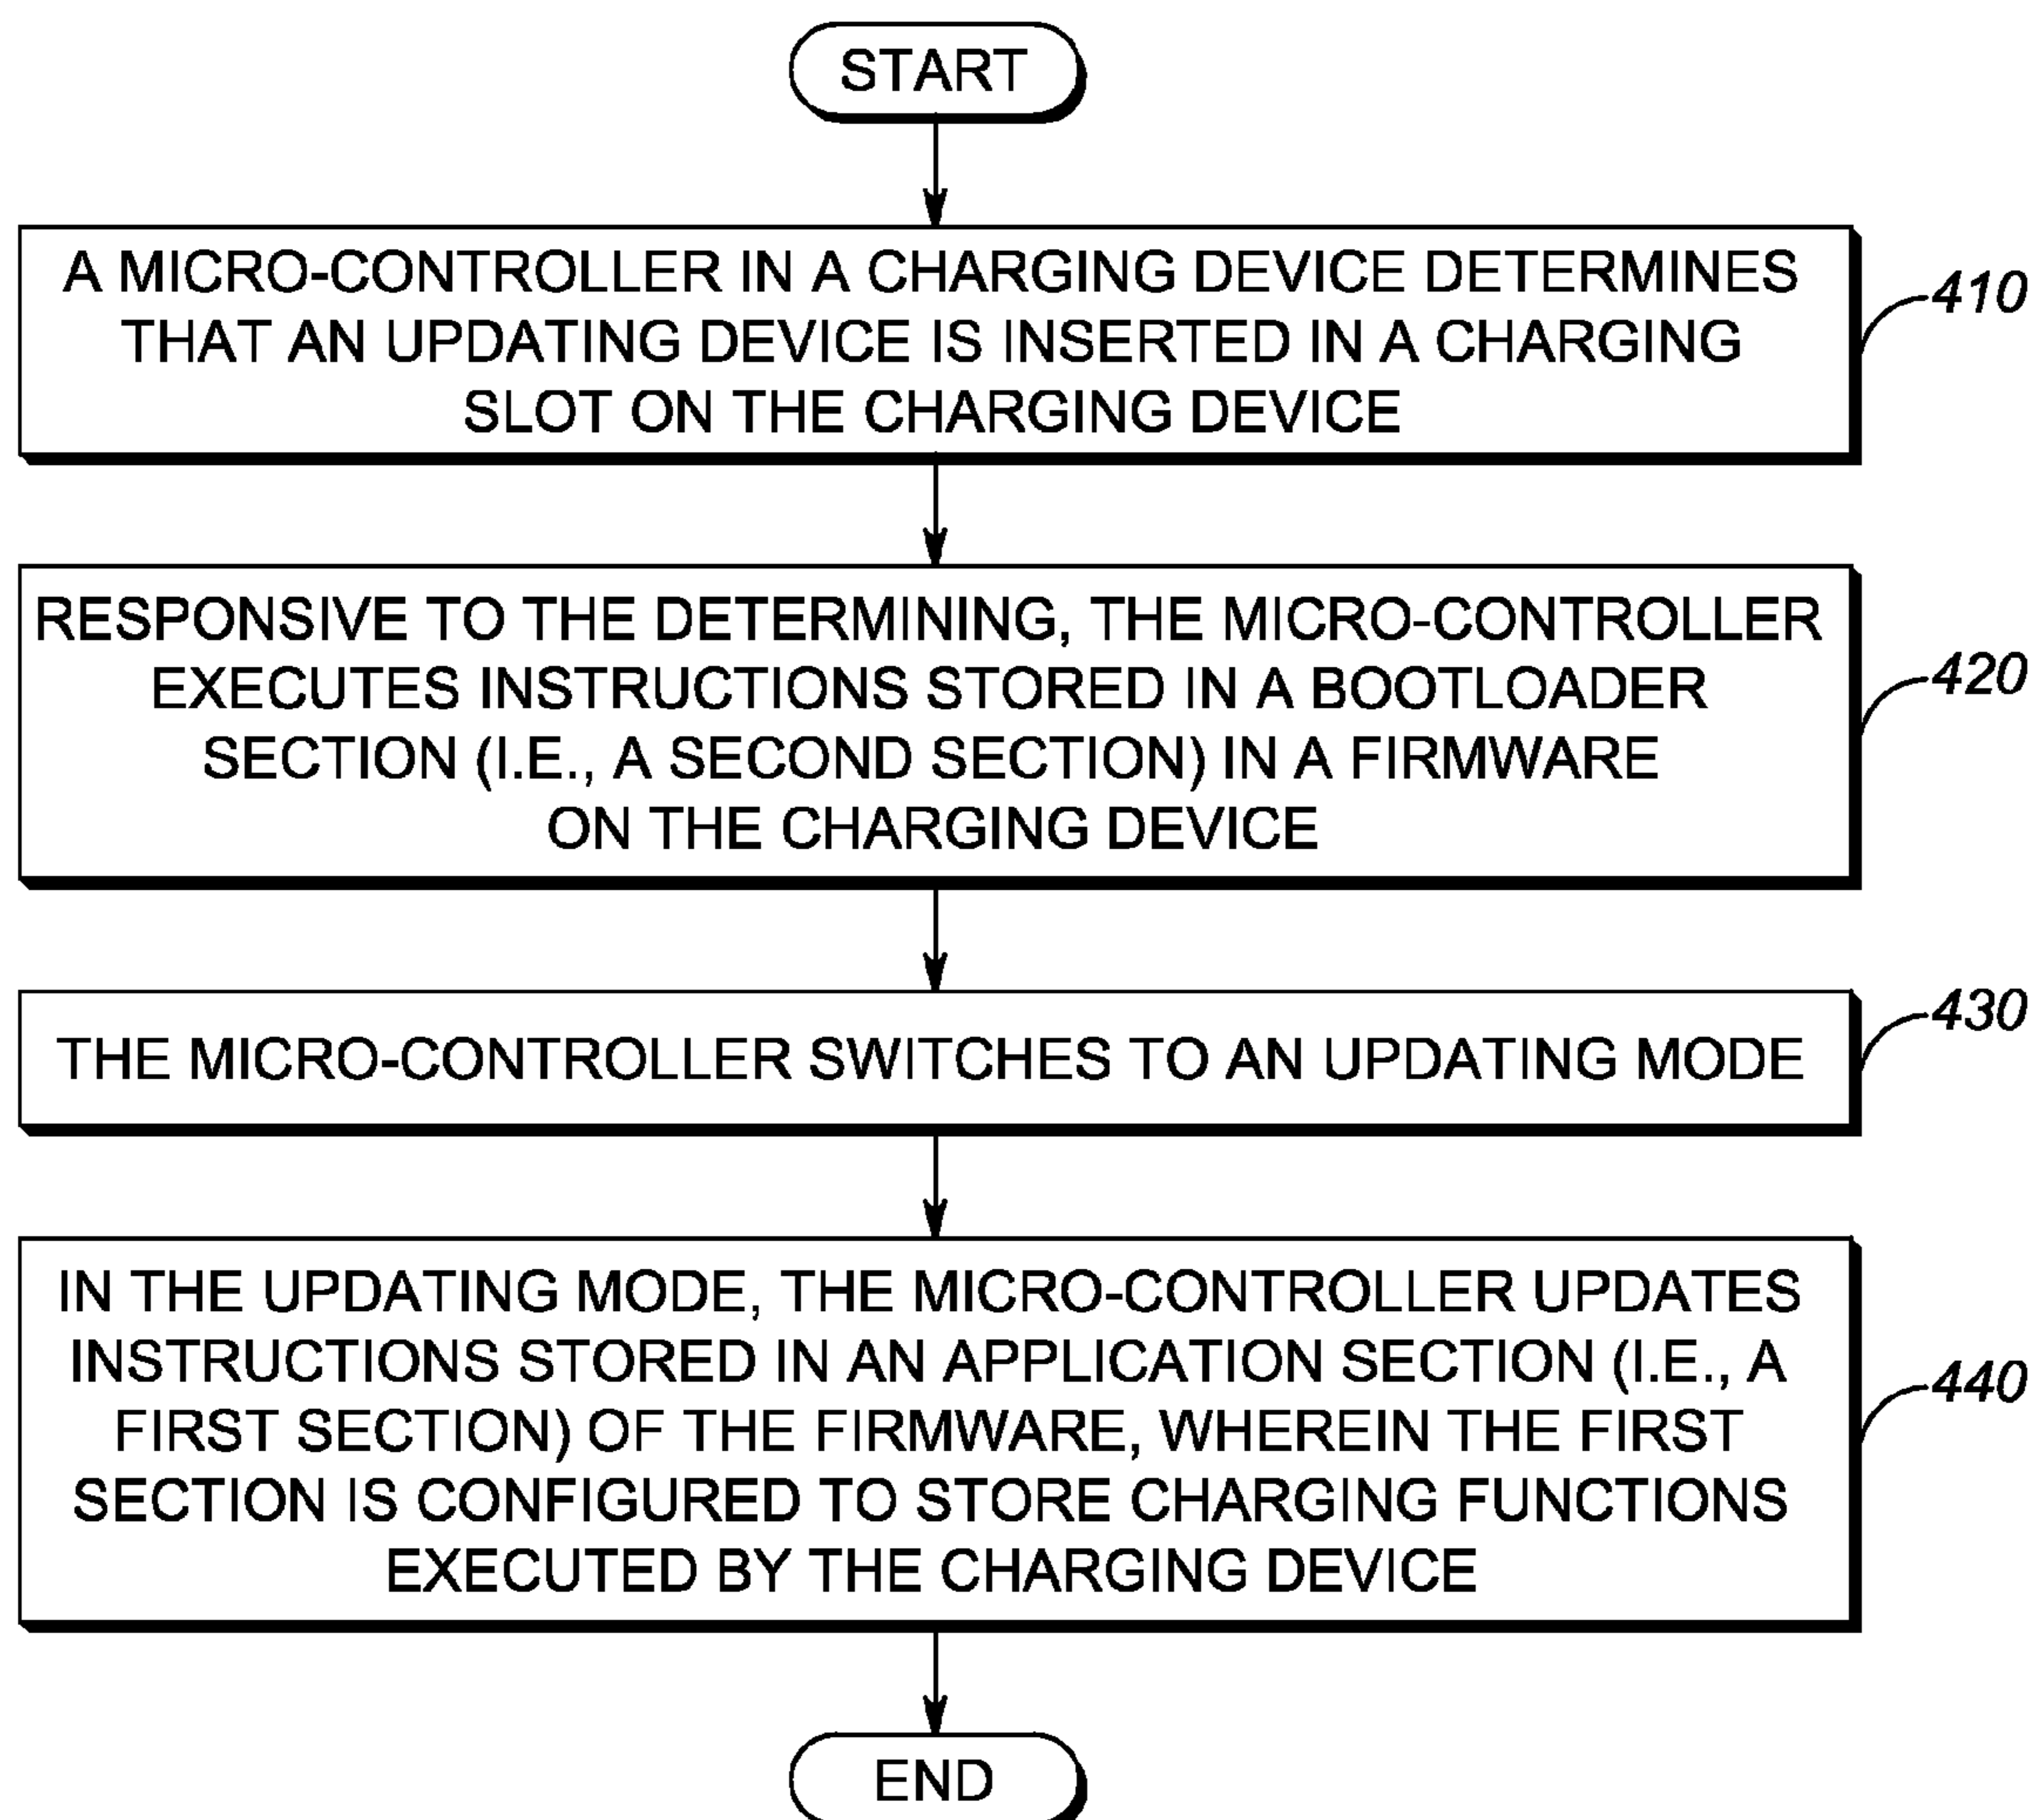 START
A MICRO-CONTROLLER IN A CHARGING DEVICE DETERMINES
THAT AN UPDATING DEVICE IS INSERTED IN A CHARGING
SLOT ON THE CHARGING DEVICE
410
RESPONSIVE TO THE DETERMINING, THE MICRO-CONTROLLER
EXECUTES INSTRUCTIONS STORED IN A BOOTLOADER
SECTION (I.E., A SECOND SECTION) IN A FIRMWARE
ON THE CHARGING DEVICE
420
THE MICRO-CONTROLLER SWITCHES TO AN UPDATING MODE
430
IN THE UPDATING MODE, THE MICRO-CONTROLLER UPDATES
INSTRUCTIONS STORED IN AN APPLICATION SECTION (I.E., A
FIRST SECTION) OF THE FIRMWARE, WHEREIN THE FIRST
SECTION IS CONFIGURED TO STORE CHARGING FUNCTIONS
EXECUTED BY THE CHARGING DEVICE
440
END